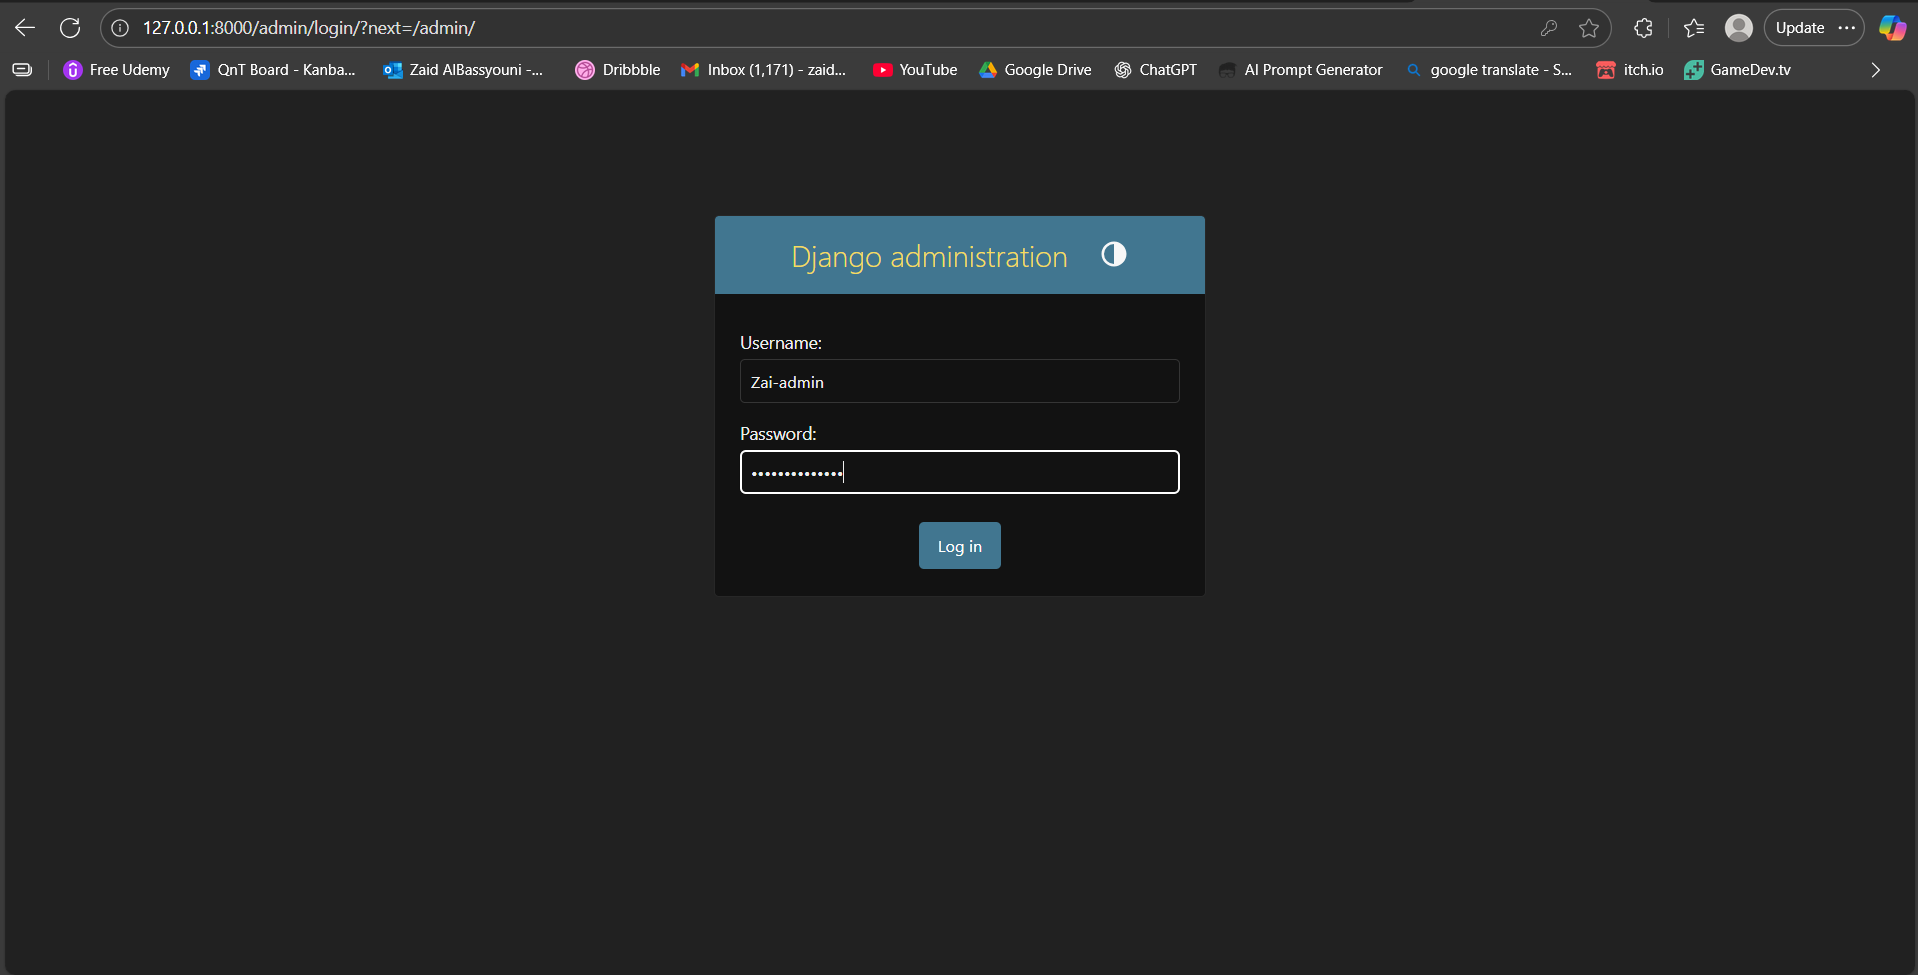 127.0.0.1:8000/admin/login/?next=/admin/
Update
Free Udemy
QnT Board - Kanba...
Zaid AlBassyouni -...
Dribbble
Inbox (1,171) - zaid...
YouTube
Google Drive
ChatGPT
AI Prompt Generator
google translate - S...
itch.io
GameDev.tv
Django administration
Username:
Zai-admin
Password:
••••••••••••••
Log in